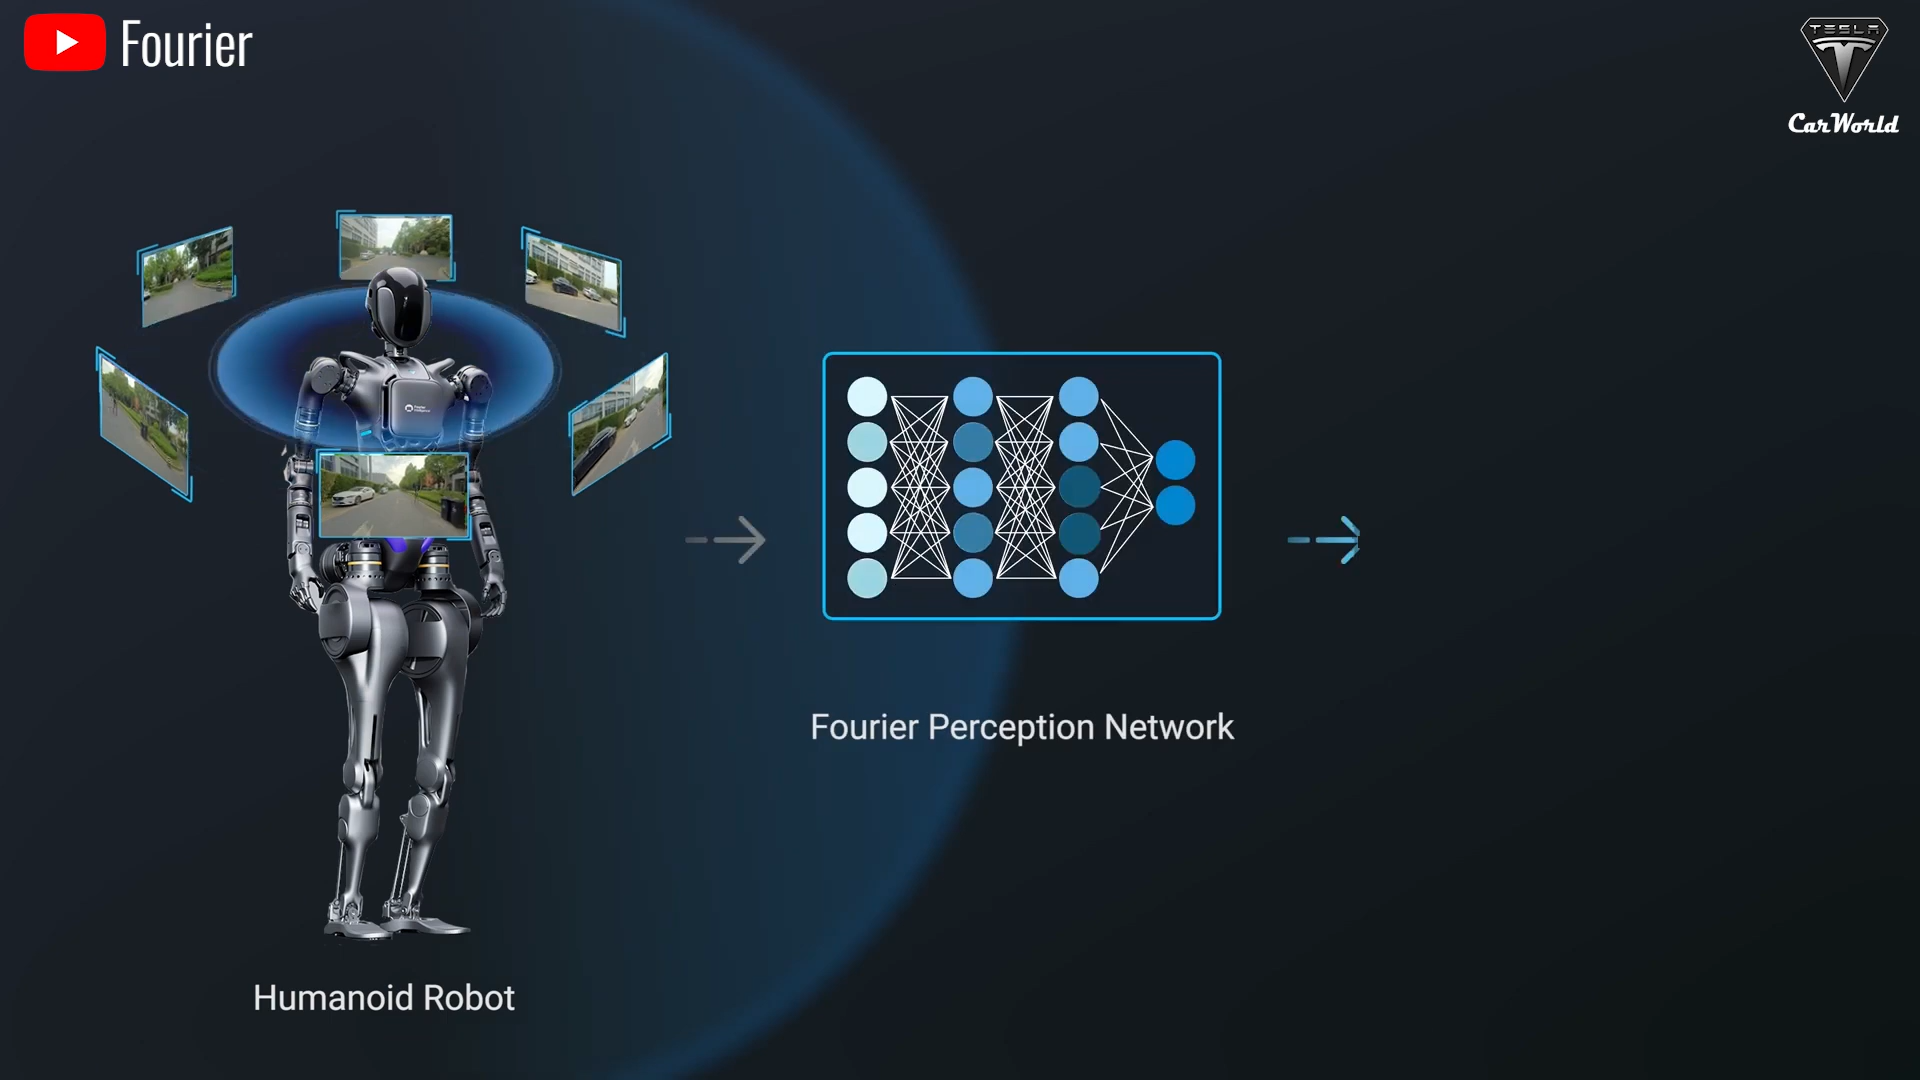 Fourier
TESLA
CarWorld
Fourier Perception Network
Humanoid Robot